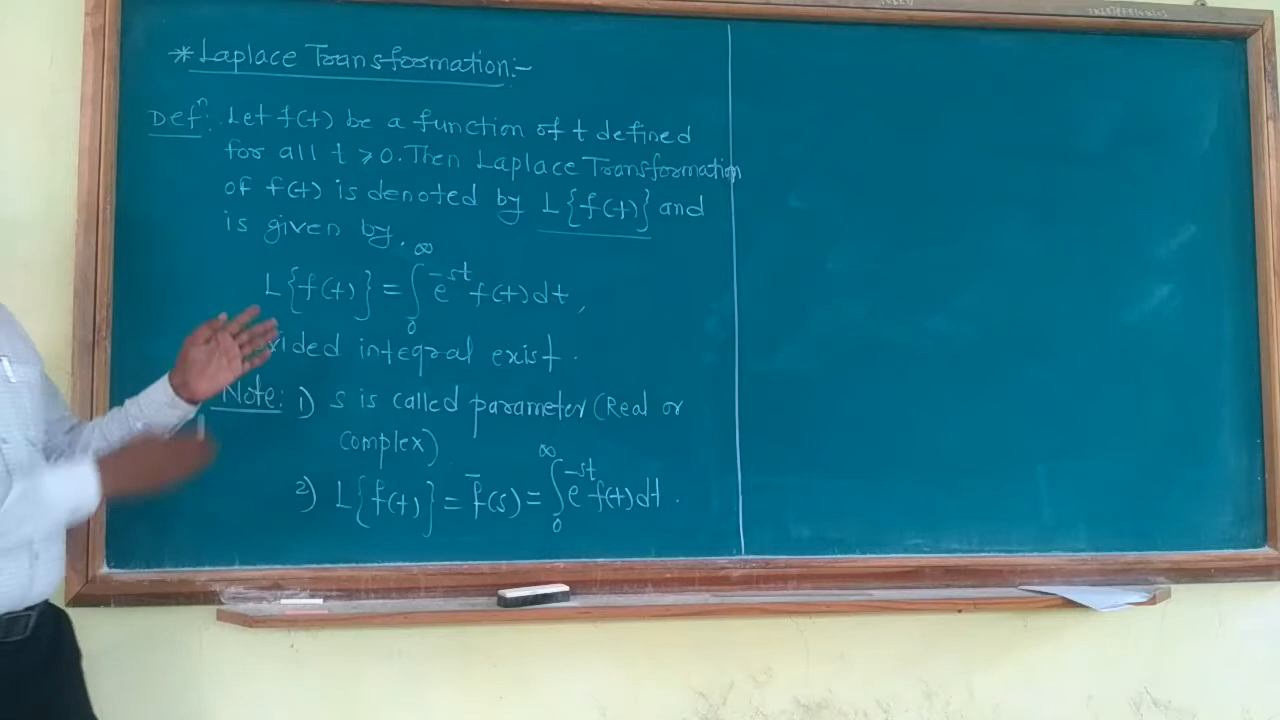 * Laplace Transformation:-
Defⁿ: Let f(t) be a function of t defined
for all t ≥ 0. Then Laplace Transformation
of f(t) is denoted by L{f(t)} and
is given by.
L{f(t)} = ∫₀^∞ e^{-st} f(t) dt,
integral exist.
Note: 1) s is called parameter (Real or
complex)
2) L{f(t)} = f̄(s) = ∫₀^∞ e^{-st} f(t) dt.